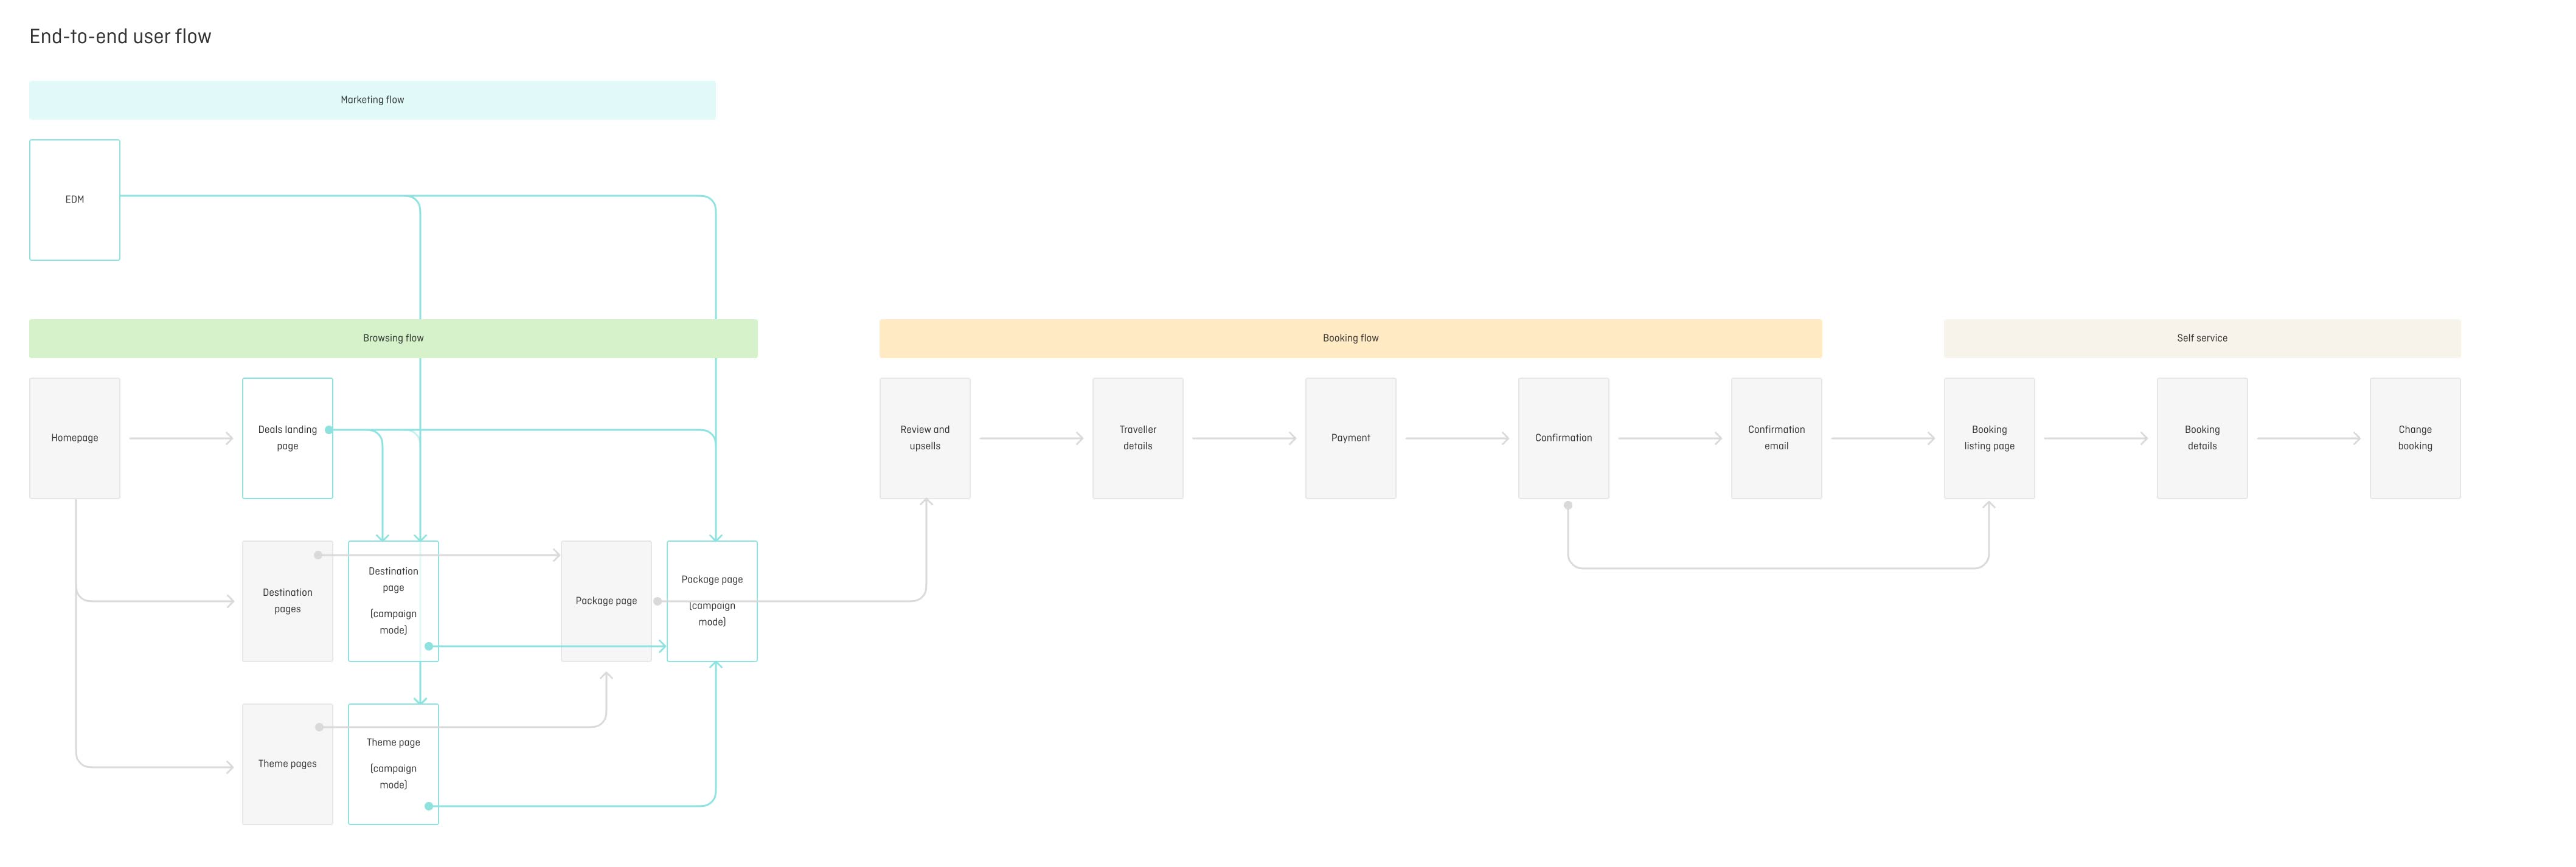 End-to-end user flow
Marketing flow
EDM
Browsing flow
Booking flow
Self service
Homepage
Deals landing
page
Review and
upsells
Traveller
details
Payment
Confirmation
Confirmation
email
Booking
listing page
Booking
details
Change
booking
Destination
pages
Destination
page
(campaign
mode)
Package page
Package page
(campaign
mode)
Theme pages
Theme page
(campaign
mode)